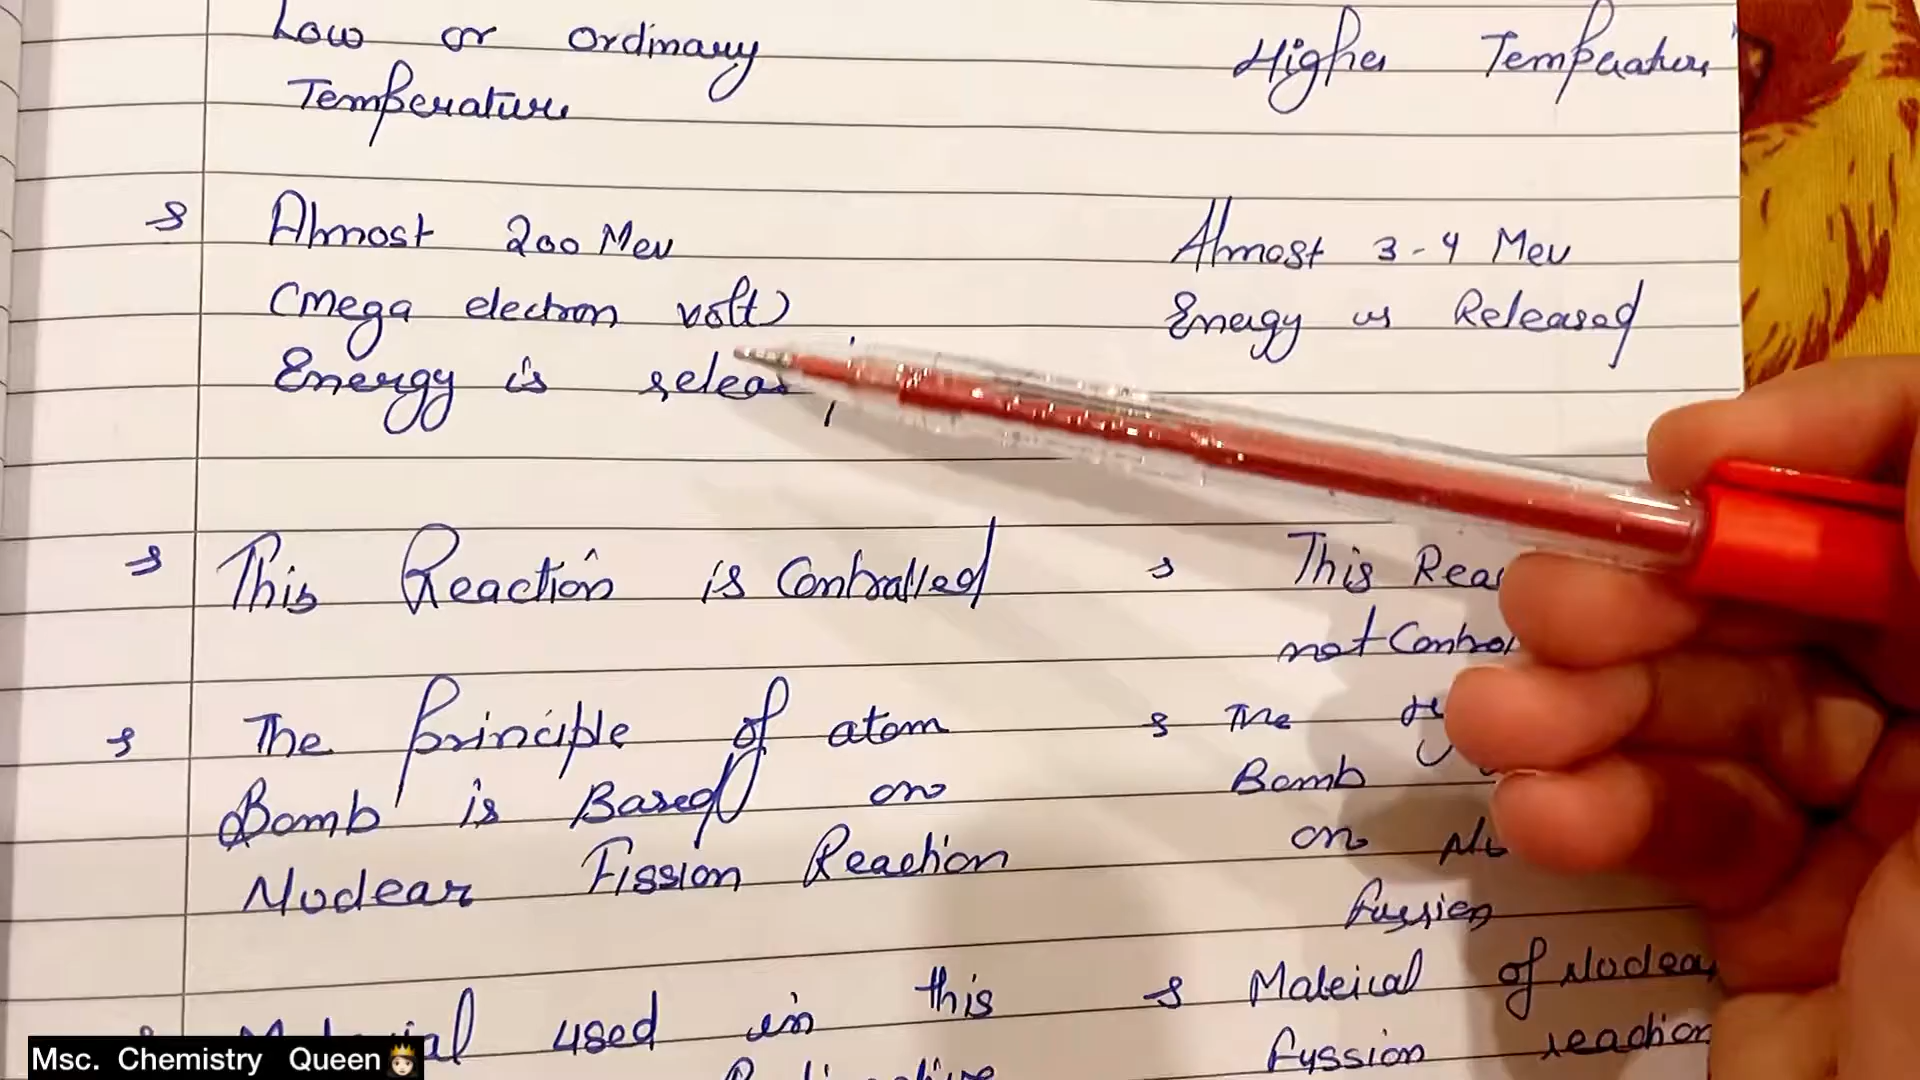 Low or ordinary
Temperature
Almost 200 Mev
(Mega electron volt)
Energy is
This Reaction is Controlled
The principle of atom
Bomb is Based on
Nuclear Fission Reaction
used in this
Higher Temperature
Almost 3-4 Mev
Energy is Released
This
not
The
Bomb
on
fussion
Material of Nuclear
fyssion reaction
Msc. Chemistry Queen